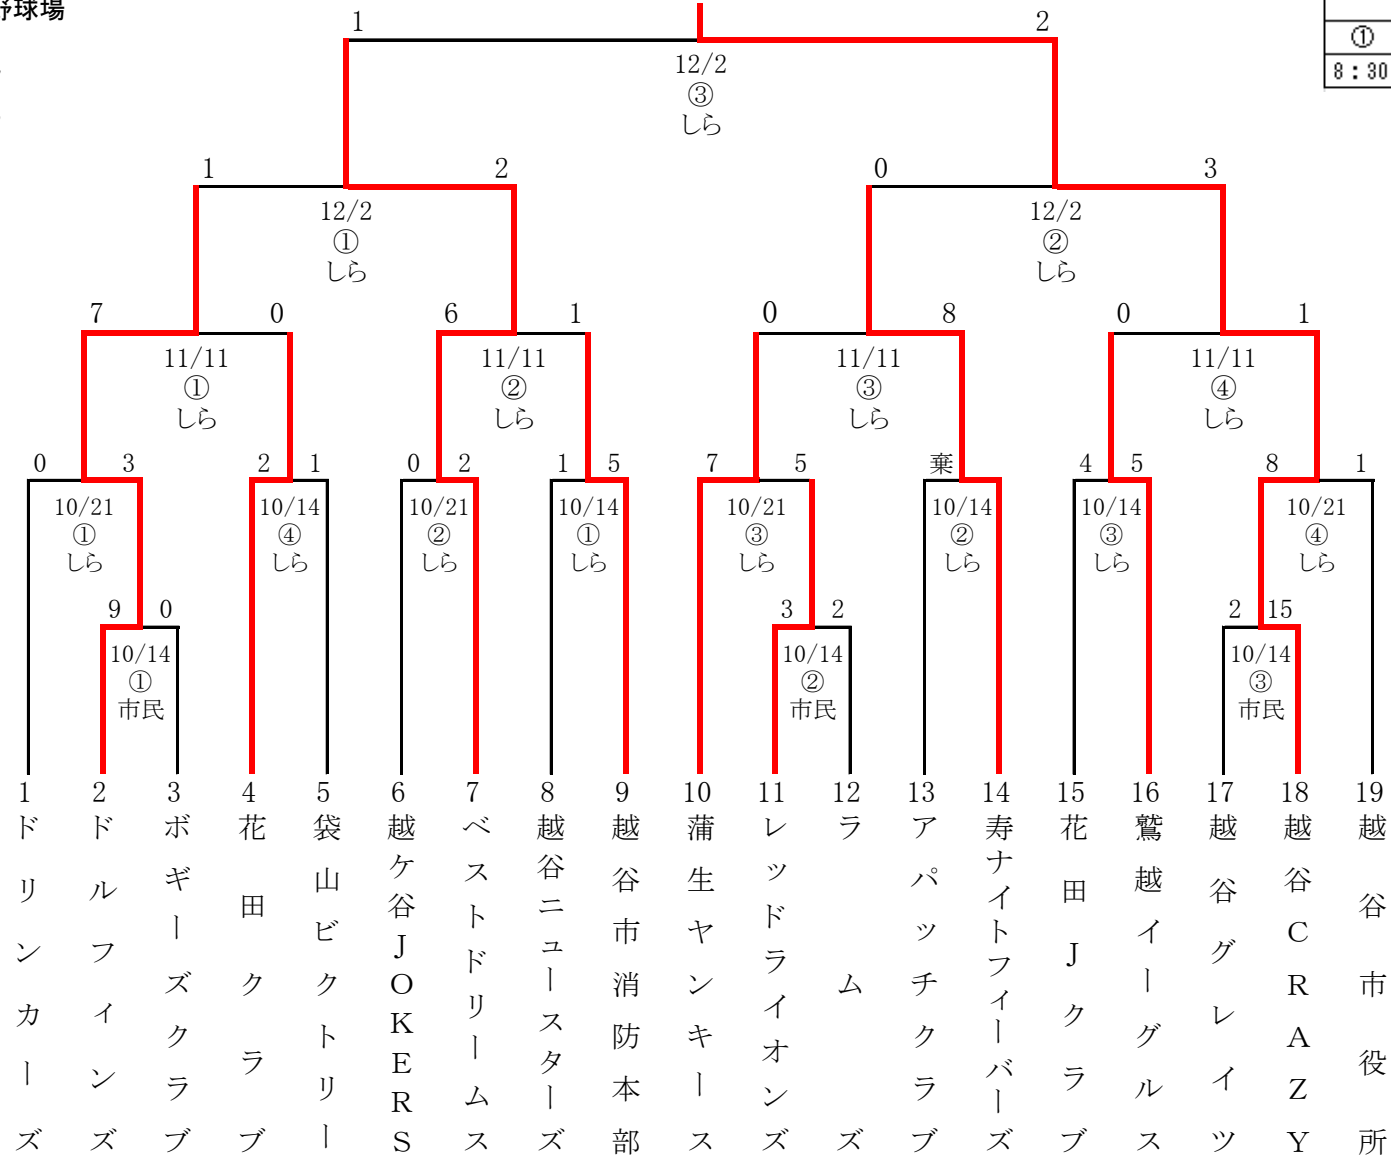 野球場
①
8：30
1 2
12/2
③
しら
1 2 0 3
12/2 12/2
① ②
しら しら
7 0 6 1 0 8 0 1
11/11 11/11 11/11 11/11
① ② ③ ④
しら しら しら しら
0 3 2 1 0 2 1 5 7 5 棄 4 5 8 1
10/21 10/14 10/21 10/14 10/21 10/14 10/14 10/21
① ④ ② ① ③ ② ③ ④
しら しら しら しら しら しら しら しら
9 0 3 2 2 15
10/14 10/14 10/14
① ② ③
市民 市民 市民
1 2 3 4 5 6 7 8 9 10 11 12 13 14 15 16 17 18 19
ドリンカーズ
ドルフィンズ
ボギーズクラブ
花田クラブ
袋山ビクトリー
越ケ谷JOKERS
ベストドリームス
越谷ニュースターズ
越谷市消防本部
蒲生ヤンキース
レッドライオンズ
ラムズ
アパッチクラブ
寿ナイトフィーバーズ
花田Jクラブ
鷲越イーグルス
越谷グレイツ
越谷CRAZY
越谷市役所